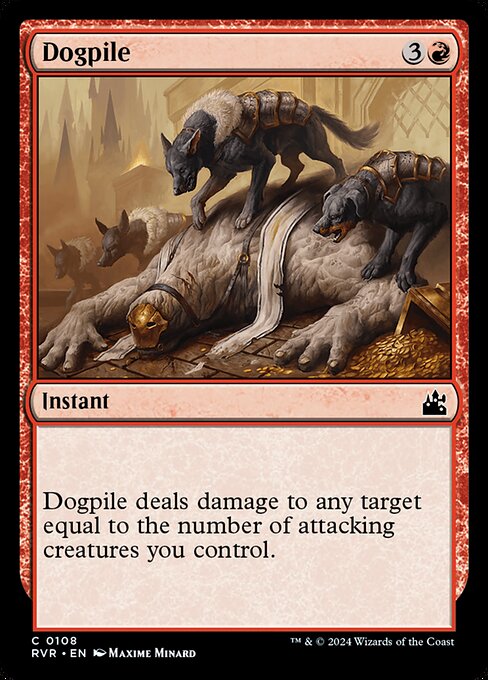 Dogpile 3
Instant
Dogpile deals damage to any target
equal to the number of attacking
creatures you control.
C 0108
RVR • EN Maxime Minard
™ & © 2024 Wizards of the Coast